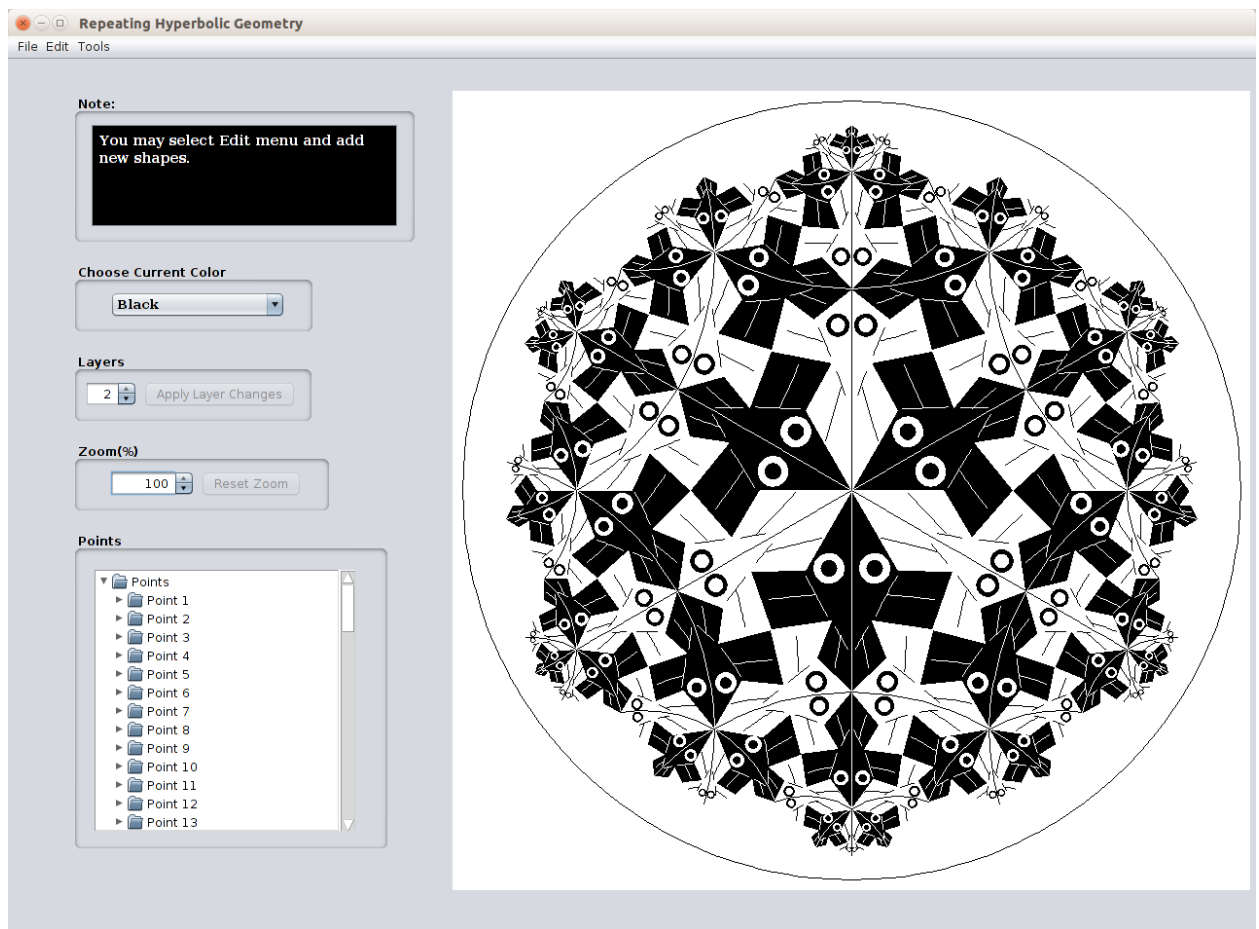 Repeating Hyperbolic Geometry
File Edit Tools
Note:
You may select Edit menu and add
new shapes.
Choose Current Color
Black
Layers
2 Apply Layer Changes
Zoom(%)
100 Reset Zoom
Points
Points
Point 1
Point 2
Point 3
Point 4
Point 5
Point 6
Point 7
Point 8
Point 9
Point 10
Point 11
Point 12
Point 13